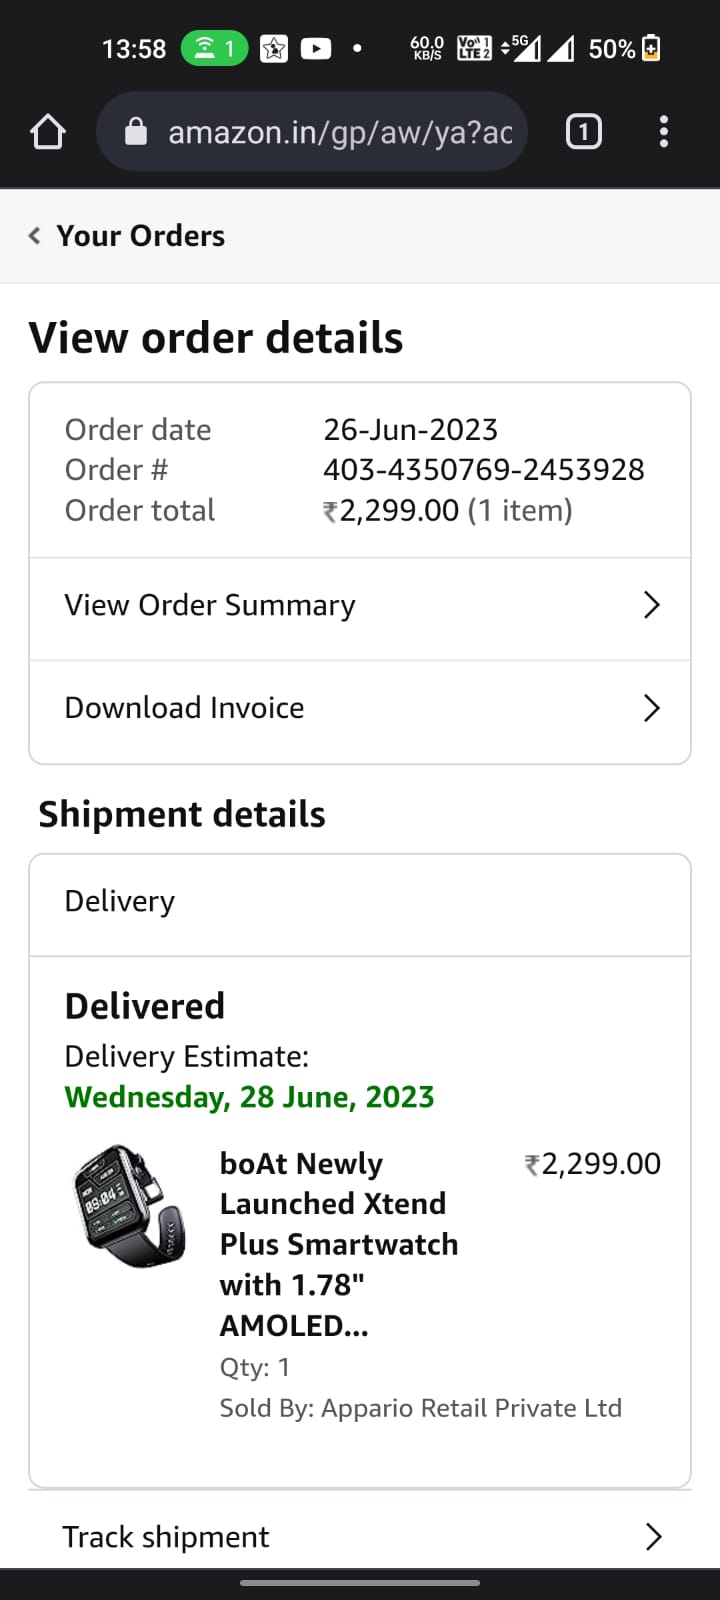 13:58 1 60.0 KB/S Vo 1 LTE 2 5G 50%
amazon.in/gp/aw/ya?ac 1
Your Orders
View order details
Order date 26-Jun-2023
Order # 403-4350769-2453928
Order total ₹2,299.00 (1 item)
View Order Summary
Download Invoice
Shipment details
Delivery
Delivered
Delivery Estimate:
Wednesday, 28 June, 2023
boAt Newly ₹2,299.00
Launched Xtend
Plus Smartwatch
with 1.78"
AMOLED...
Qty: 1
Sold By: Appario Retail Private Ltd
09:04
Track shipment